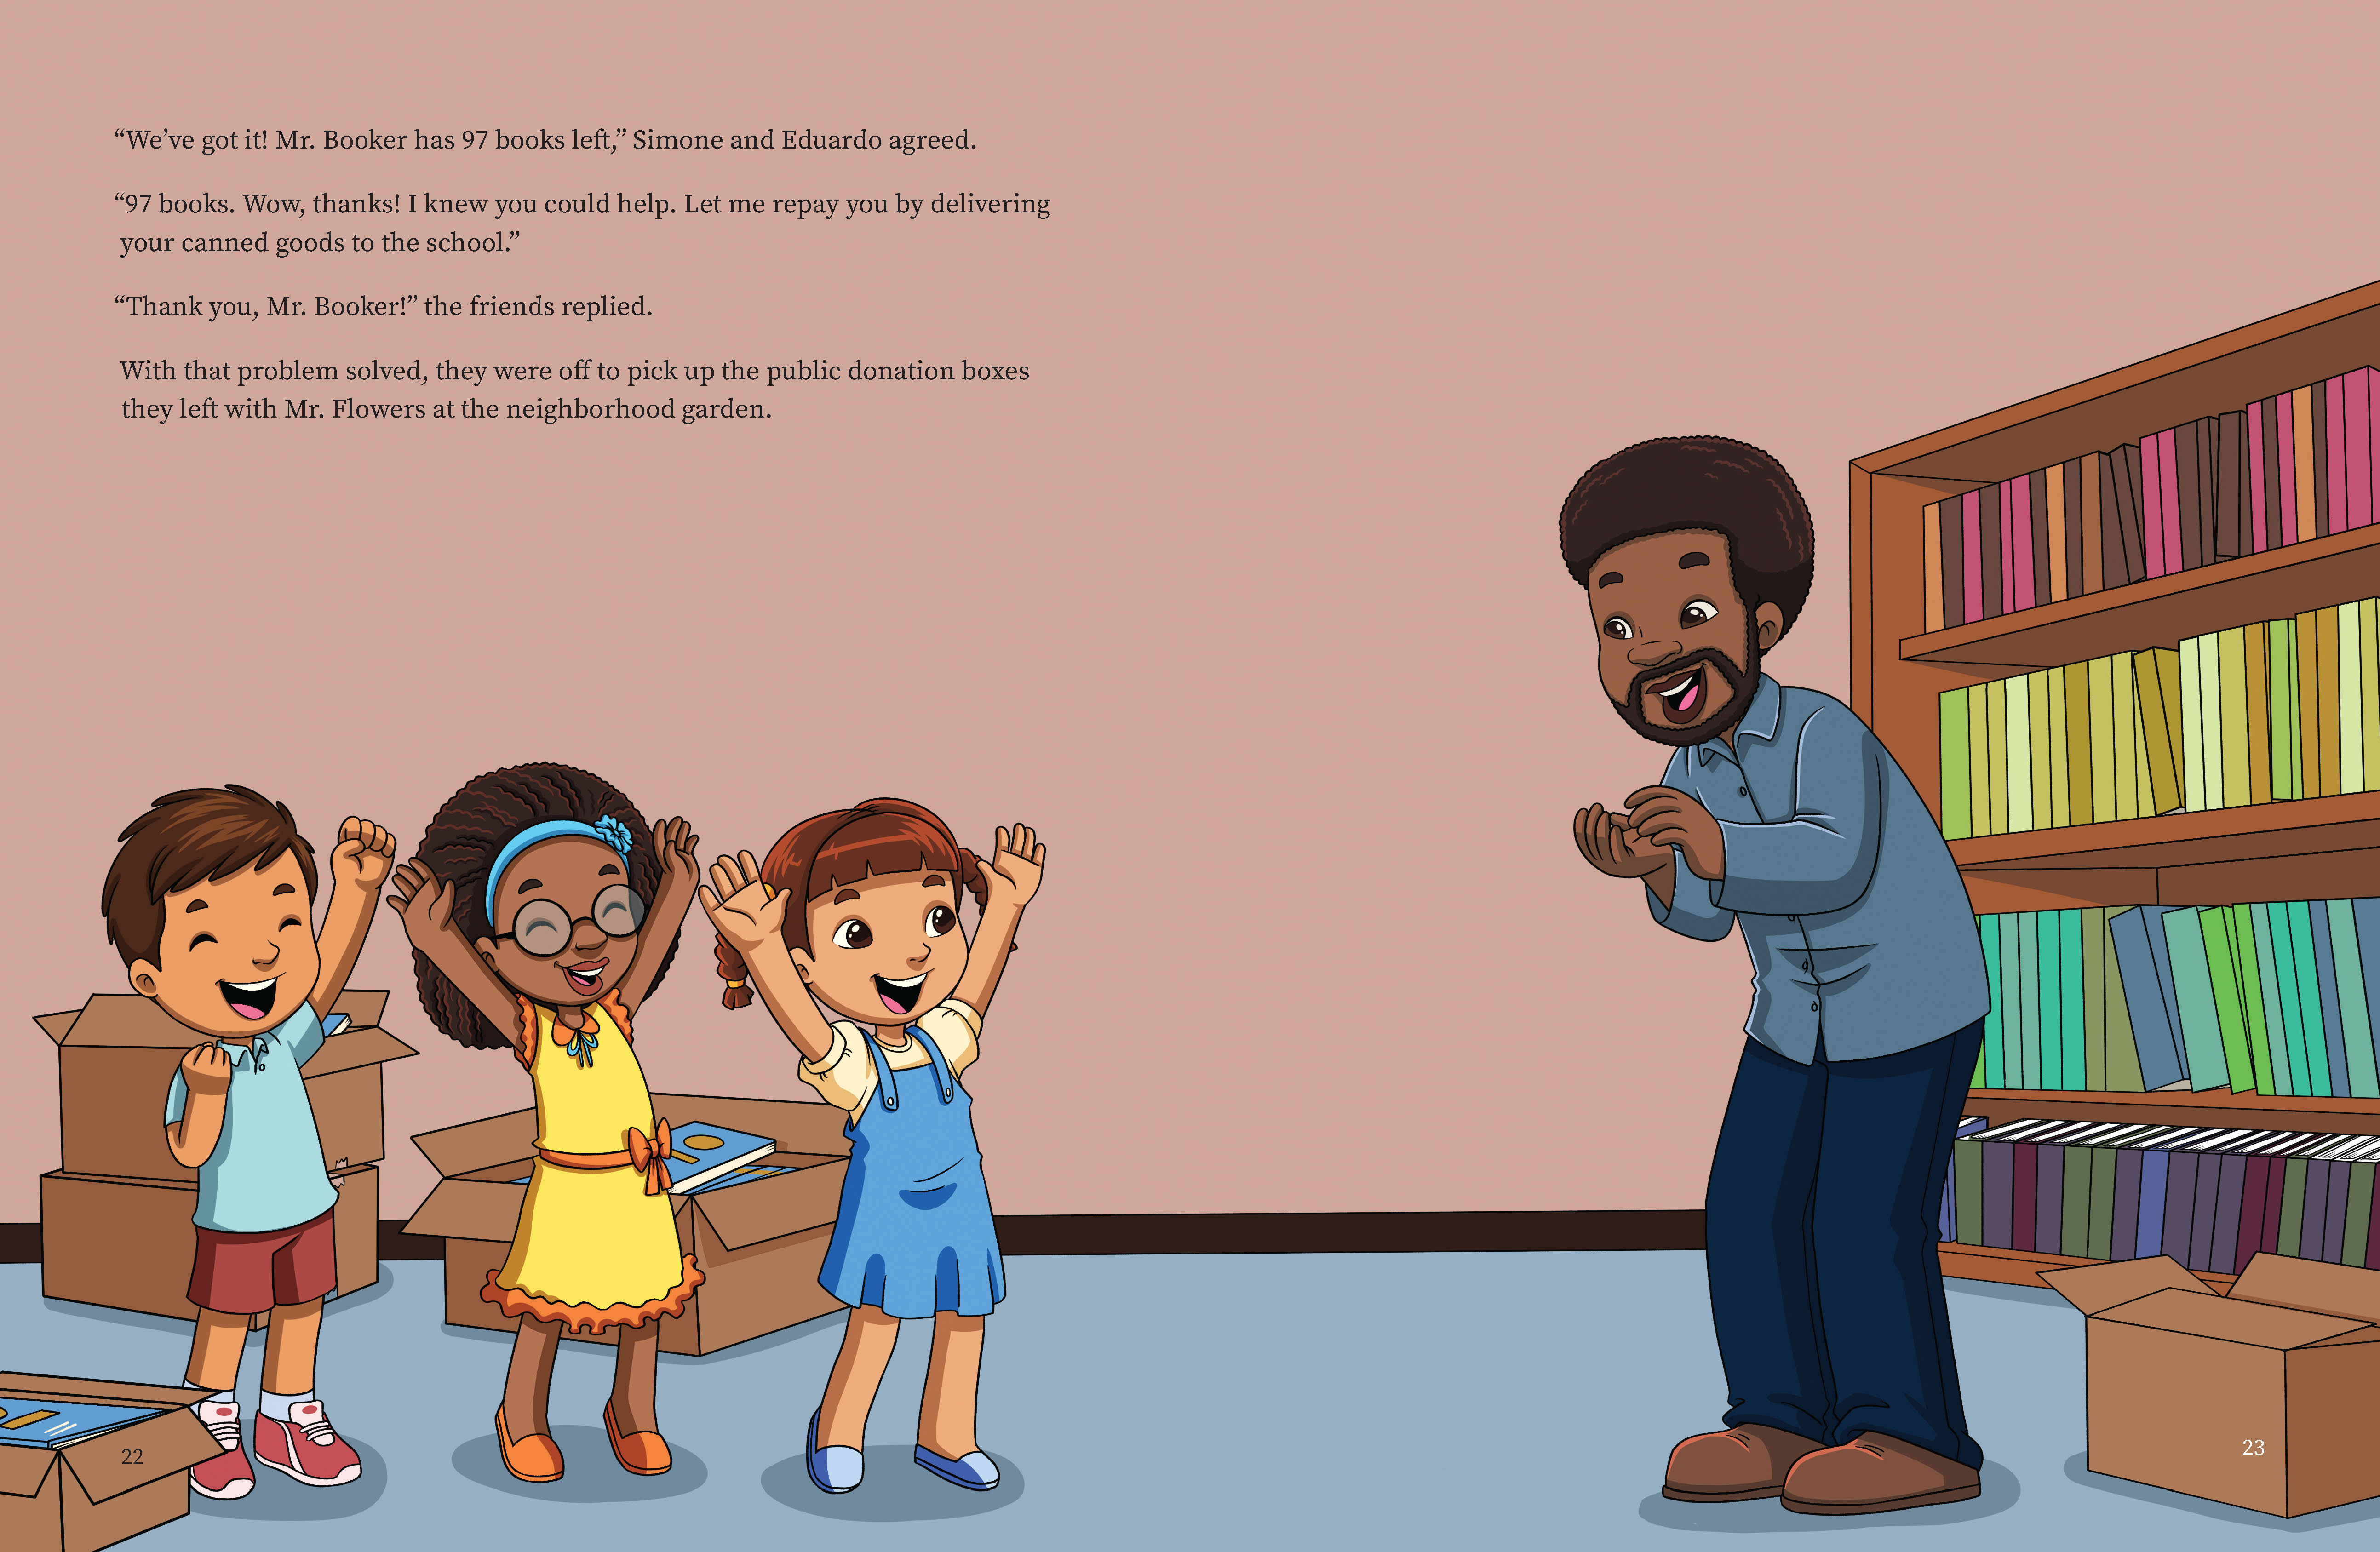 “We’ve got it! Mr. Booker has 97 books left,” Simone and Eduardo agreed.
“97 books. Wow, thanks! I knew you could help. Let me repay you by delivering
your canned goods to the school.”
“Thank you, Mr. Booker!” the friends replied.
With that problem solved, they were off to pick up the public donation boxes
they left with Mr. Flowers at the neighborhood garden.
22
23